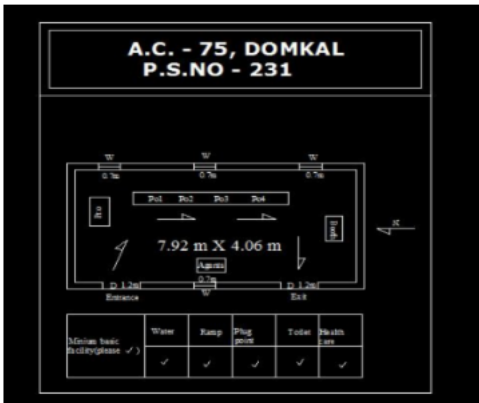 A.C. - 75, DOMKAL
P.S.NO - 231
W W W
0.7m 0.7m 0.7m
Po1 Po2 Po3 Po4
Pro
N
7.92 m X 4.06 m
Agents
0.7m
D 1.2m W D 1.2m
Entrance Exit
Water Ramp Plug point Toilet Health care
Minium basic facility(please ✓ )
✓ ✓ ✓ ✓ ✓